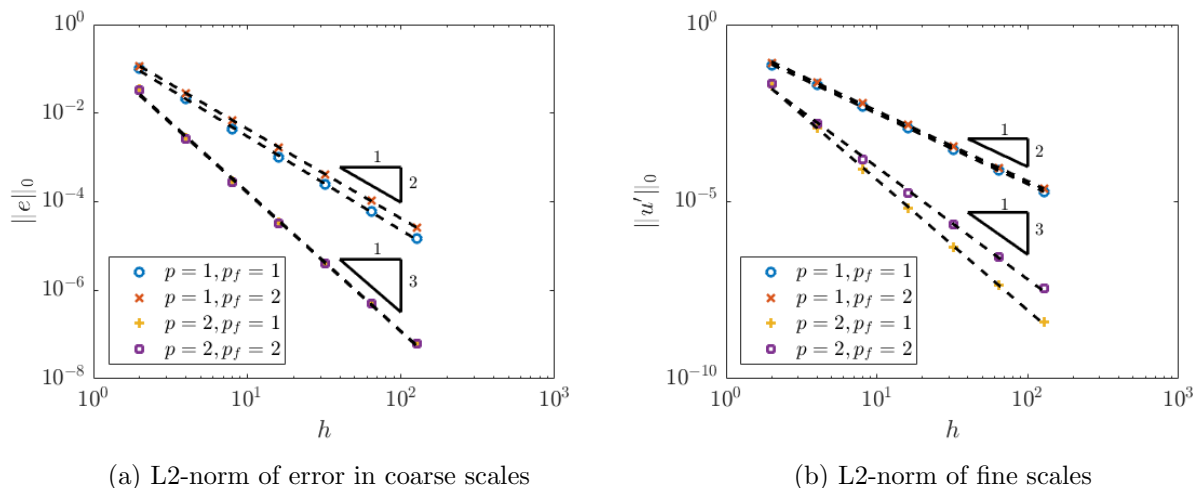 10^0
10^{-2}
10^{-4}
10^{-6}
10^{-8}
||e||_0
1
2
1
3
p = 1, p_f = 1
p = 1, p_f = 2
p = 2, p_f = 1
p = 2, p_f = 2
10^0
10^1
10^2
10^3
h
(a) L2-norm of error in coarse scales
10^0
10^{-5}
10^{-10}
||u'||_0
1
2
1
3
p = 1, p_f = 1
p = 1, p_f = 2
p = 2, p_f = 1
p = 2, p_f = 2
10^0
10^1
10^2
10^3
h
(b) L2-norm of fine scales